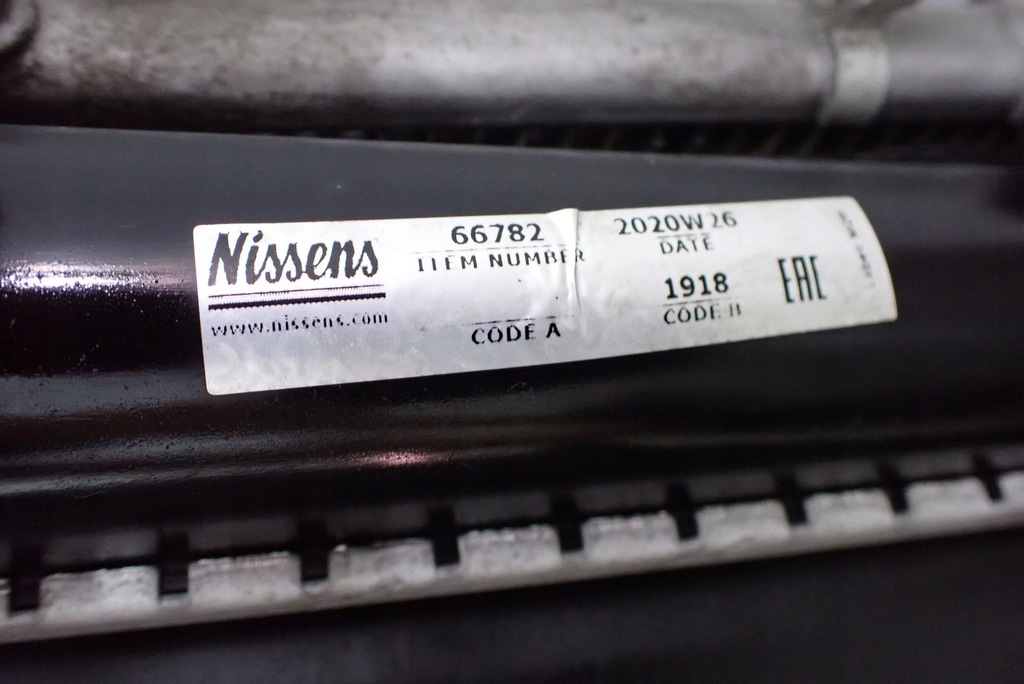 Nissens
www.nissens.com
66782
ITEM NUMBER
CODE A
2020W26
DATE
1918
CODE B
EAC